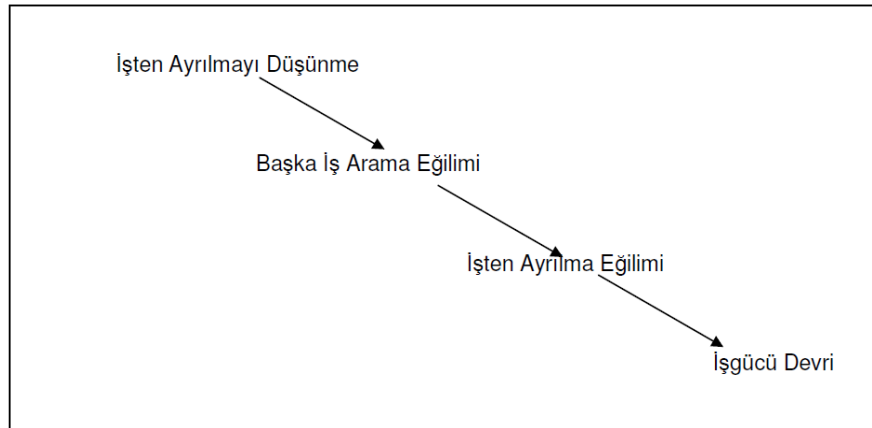 İşten Ayrılmayı Düşünme
Başka İş Arama Eğilimi
İşten Ayrılma Eğilimi
İşgücü Devri